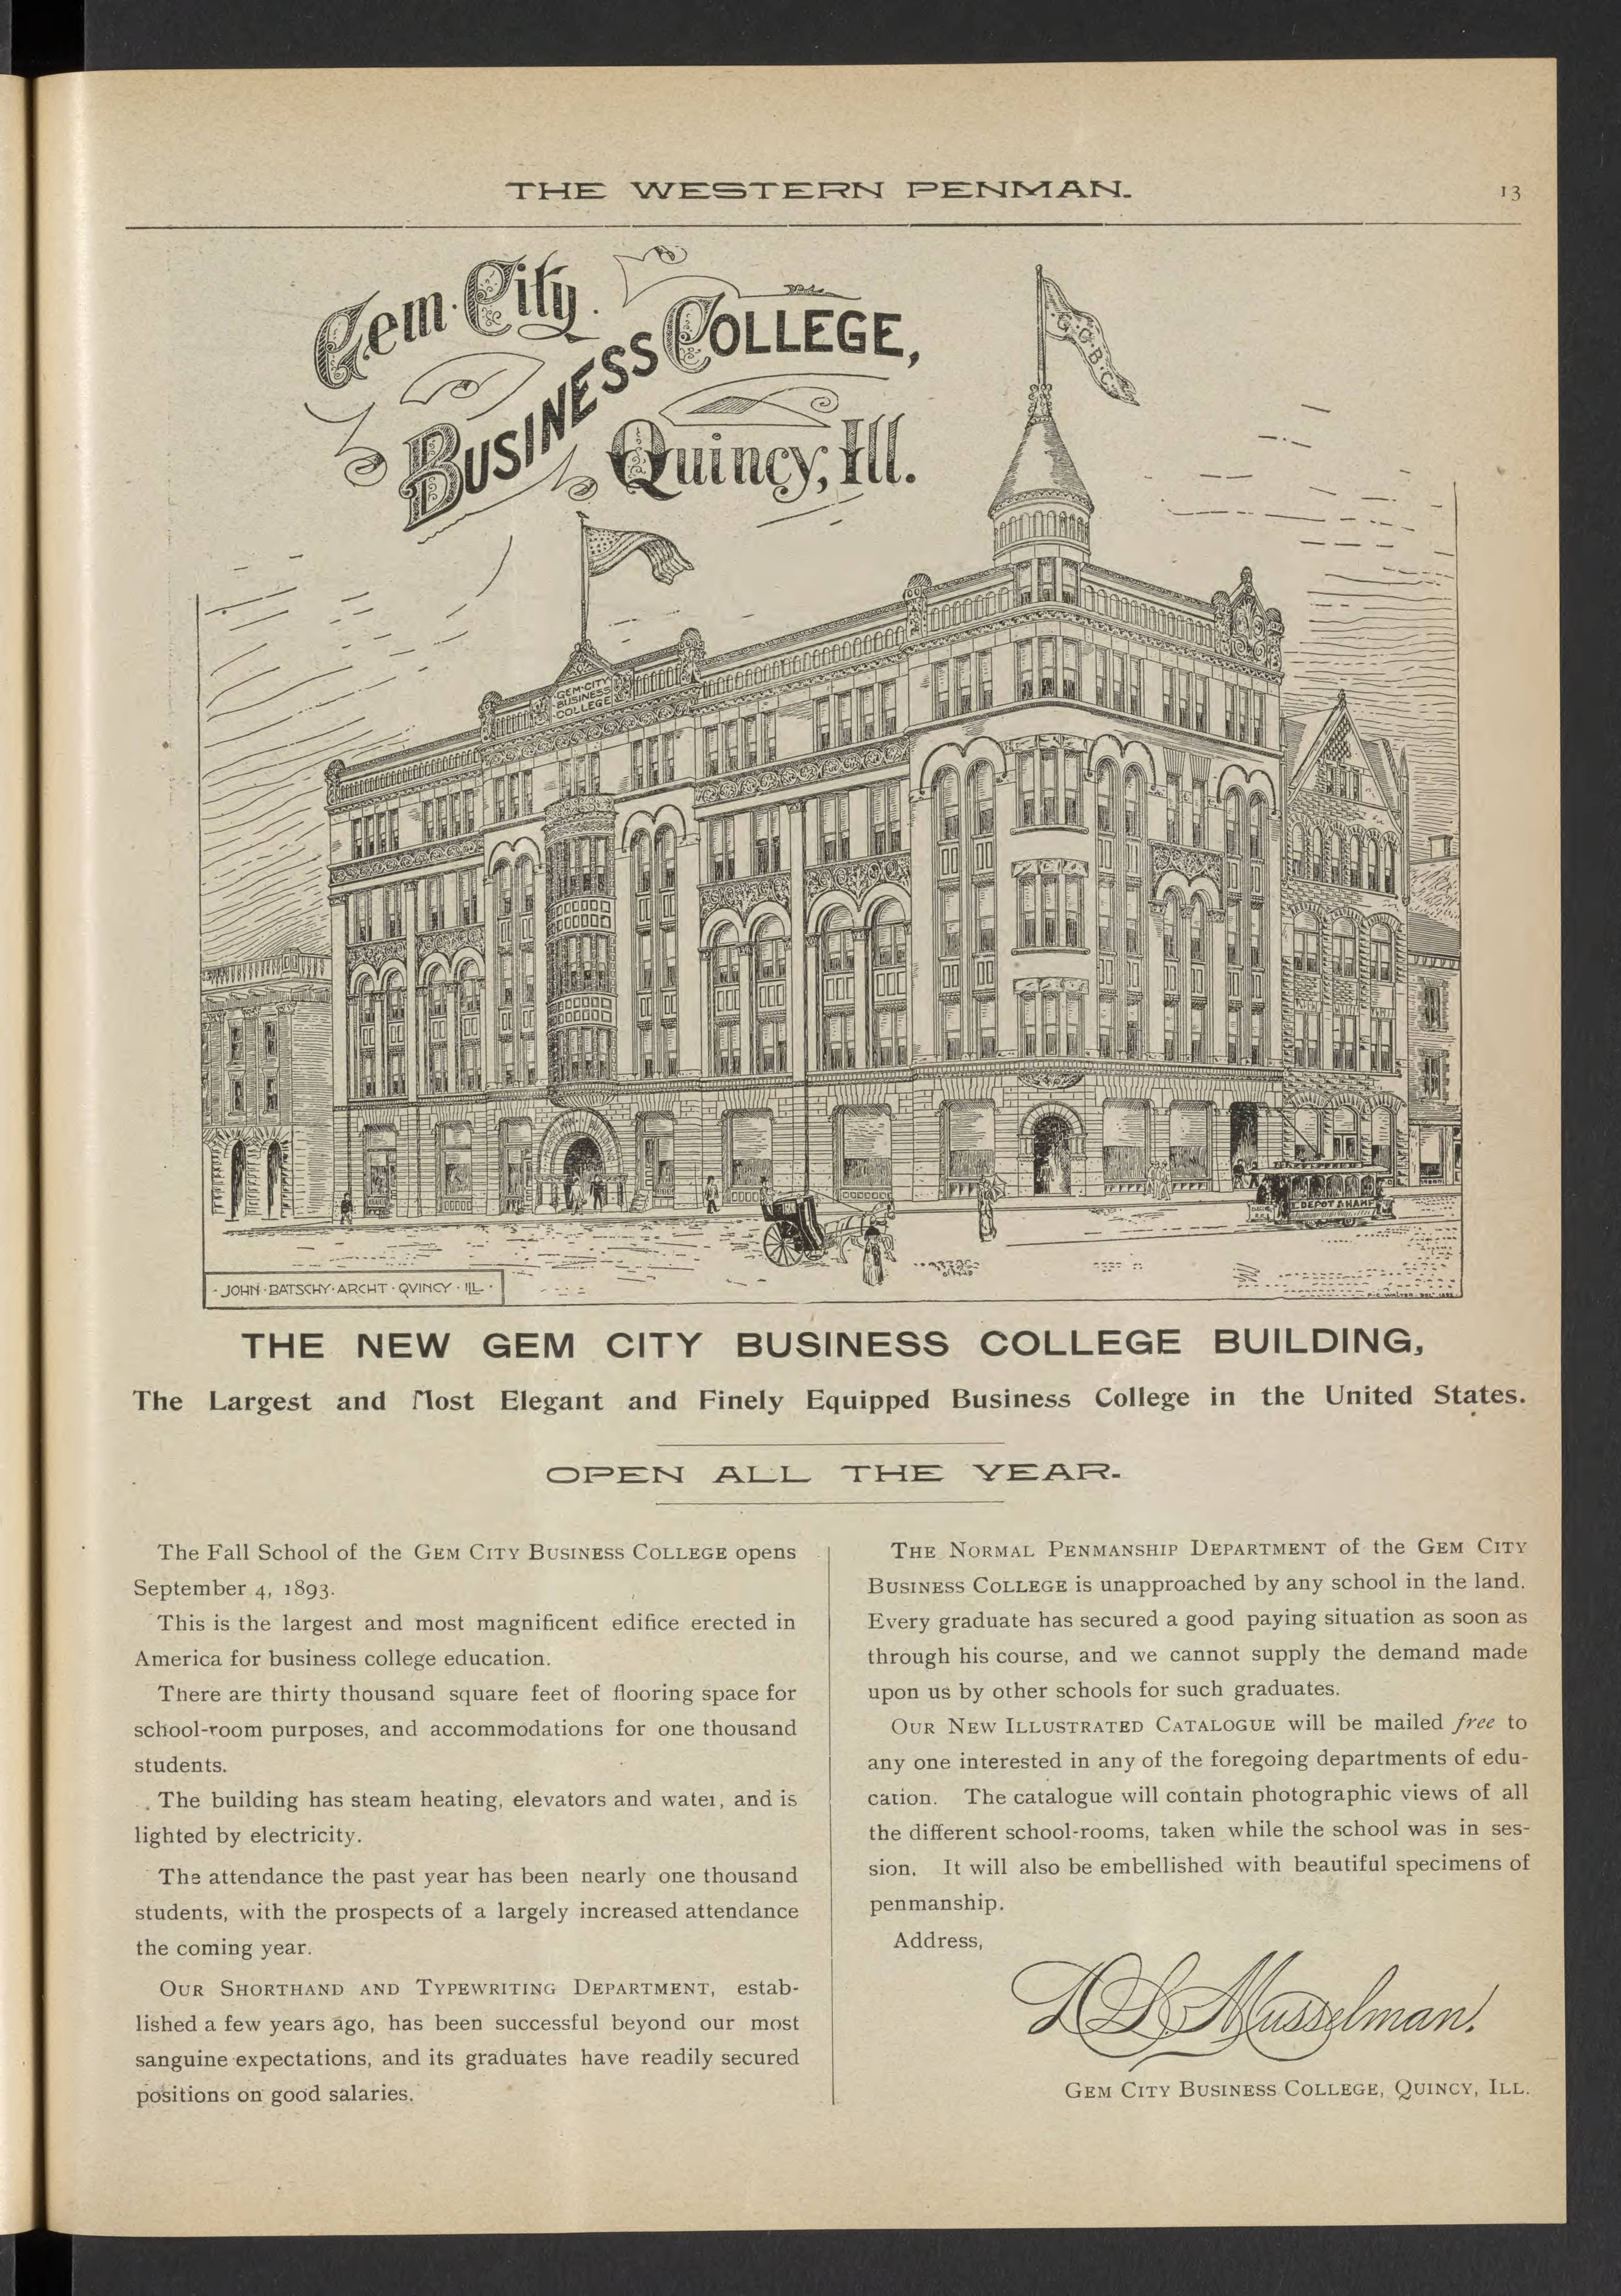 THE WESTERN PENMAN.
13
Gem City
BUSINESS COLLEGE,
Quincy, Ill.
G.C.B.C.
GEM·CITY
BUSINESS
COLLEGE
DEPOT &
·JOHN·BATSCHY·ARCHT·QVINCY·ILL·
THE NEW GEM CITY BUSINESS COLLEGE BUILDING,
The Largest and Most Elegant and Finely Equipped Business College in the United States.
OPEN ALL THE YEAR.
The Fall School of the GEM CITY BUSINESS COLLEGE opens
September 4, 1893.
This is the largest and most magnificent edifice erected in
America for business college education.
There are thirty thousand square feet of flooring space for
school-room purposes, and accommodations for one thousand
students.
The building has steam heating, elevators and water, and is
lighted by electricity.
The attendance the past year has been nearly one thousand
students, with the prospects of a largely increased attendance
the coming year.
OUR SHORTHAND AND TYPEWRITING DEPARTMENT, estab-
lished a few years ago, has been successful beyond our most
sanguine expectations, and its graduates have readily secured
positions on good salaries.
THE NORMAL PENMANSHIP DEPARTMENT of the GEM CITY
BUSINESS COLLEGE is unapproached by any school in the land.
Every graduate has secured a good paying situation as soon as
through his course, and we cannot supply the demand made
upon us by other schools for such graduates.
OUR NEW ILLUSTRATED CATALOGUE will be mailed free to
any one interested in any of the foregoing departments of edu-
cation. The catalogue will contain photographic views of all
the different school-rooms, taken while the school was in ses-
sion. It will also be embellished with beautiful specimens of
penmanship.
Address,
D. L. Musselman.
GEM CITY BUSINESS COLLEGE, QUINCY, ILL.